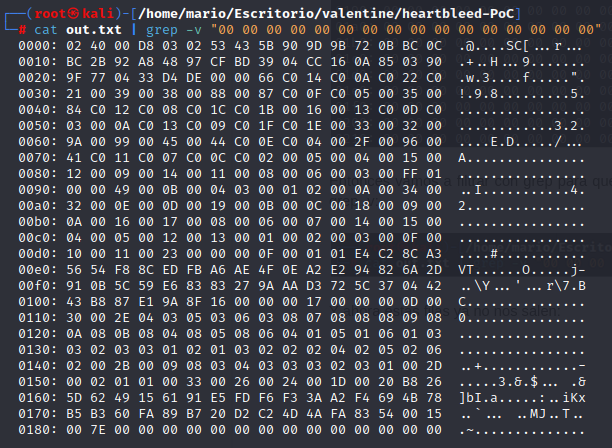 ┌──(root㉿kali)-[/home/mario/Escritorio/valentine/heartbleed-PoC]
└─# cat out.txt | grep -v "00 00 00 00 00 00 00 00 00 00 00 00 00 00 00 00"
0000: 02 40 00 D8 03 02 53 43 5B 90 9D 9B 72 0B BC 0C .@....SC[...r...
0010: BC 2B 92 A8 48 97 CF BD 39 04 CC 16 0A 85 03 90 .+..H...9.......
0020: 9F 77 04 33 D4 DE 00 00 66 C0 14 C0 0A C0 22 C0 .w.3....f.....".
0030: 21 00 39 00 38 00 88 00 87 C0 0F C0 05 00 35 00 !.9.8.........5.
0040: 84 C0 12 C0 08 C0 1C C0 1B 00 16 00 13 C0 0D C0 ................
0050: 03 00 0A C0 13 C0 09 C0 1F C0 1E 00 33 00 32 00 ............3.2.
0060: 9A 00 99 00 45 00 44 C0 0E C0 04 00 2F 00 96 00 ....E.D...../...
0070: 41 C0 11 C0 07 C0 0C C0 02 00 05 00 04 00 15 00 A...............
0080: 12 00 09 00 14 00 11 00 08 00 06 00 03 00 FF 01 ................
0090: 00 00 49 00 0B 00 04 03 00 01 02 00 0A 00 34 00 ..I...........4.
00a0: 32 00 0E 00 0D 00 19 00 0B 00 0C 00 18 00 09 00 2...............
00b0: 0A 00 16 00 17 00 08 00 06 00 07 00 14 00 15 00 ................
00c0: 04 00 05 00 12 00 13 00 01 00 02 00 03 00 0F 00 ................
00d0: 10 00 11 00 23 00 00 00 0F 00 01 01 E4 C2 8C A3 ....#...........
00e0: 56 54 F8 8C ED FB A6 AE 4F 0E A2 E2 94 82 6A 2D VT......O.....j-
00f0: 91 0B 5C 59 E6 83 83 27 9A AA D3 72 5C 37 04 42 ..\Y...'...r\7.B
0100: 43 B8 87 E1 9A 8F 16 00 00 00 17 00 00 00 0D 00 C...............
0110: 30 00 2E 04 03 05 03 06 03 08 07 08 08 08 09 08 0...............
0120: 0A 08 0B 08 04 08 05 08 06 04 01 05 01 06 01 03 ................
0130: 03 02 03 03 01 02 01 03 02 02 02 04 02 05 02 06 ................
0140: 02 00 2B 00 09 08 03 04 03 03 03 02 03 01 00 2D ..+............-
0150: 00 02 01 01 00 33 00 26 00 24 00 1D 00 20 B8 26 .....3.&.$... .&
0160: 5D 62 49 15 61 91 E5 FD F6 F3 3A A2 F4 69 4B 78 ]bI.a.....:..iKx
0170: B5 B3 60 FA 89 B7 20 D2 C2 4D 4A FA 83 54 00 15 ..`... ..MJ..T..
0180: 00 7E 00 00 00 00 00 00 00 00 00 00 00 00 00 00 .~..............